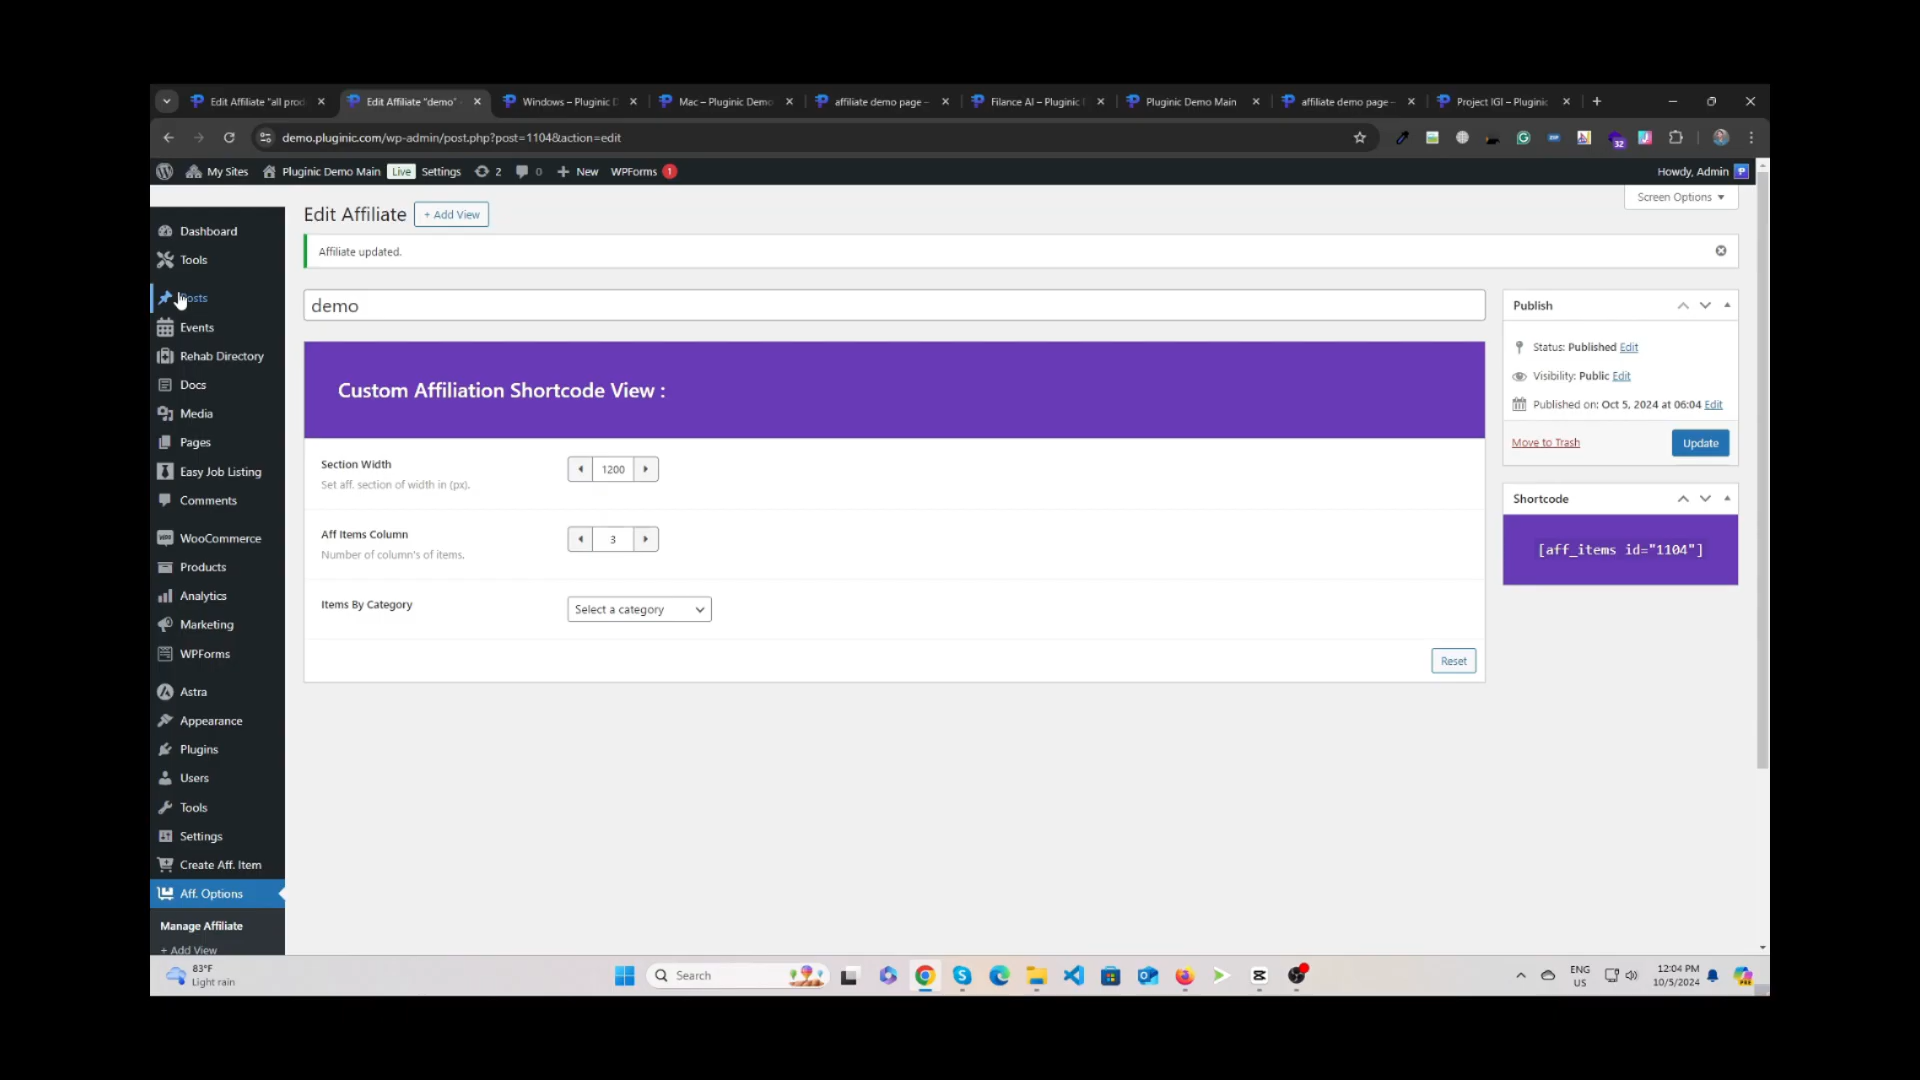 Edit Affiliate "all prod
Edit Affiliate "demo"
Windows – Pluginic D
Mac – Pluginic Demo
affiliate demo page –
Filance AI – Pluginic
Pluginic Demo Main
affiliate demo page –
Project IGI – Pluginic
demo.pluginic.com/wp-admin/post.php?post=1104&action=edit
32
My Sites
Pluginic Demo Main
Live
Settings
2
0
New
WPForms
1
Howdy, Admin
Screen Options
Edit Affiliate
+ Add View
Affiliate updated.
demo
Custom Affiliation Shortcode View :
Section Width
Set aff. section of width in (px).
1200
Aff Items Column
Number of column's of items.
3
Items By Category
Select a category
Reset
Publish
Status: Published Edit
Visibility: Public Edit
Published on: Oct 5, 2024 at 06:04 Edit
Move to Trash
Update
Shortcode
[aff_items id="1104"]
Dashboard
Tools
Posts
Events
Rehab Directory
Docs
Media
Pages
Easy Job Listing
Comments
WooCommerce
Products
Analytics
Marketing
WPForms
Astra
Appearance
Plugins
Users
Tools
Settings
Create Aff. Item
Aff. Options
Manage Affiliate
+ Add View
83°F
Light rain
Search
ENG
US
12:04 PM
10/5/2024